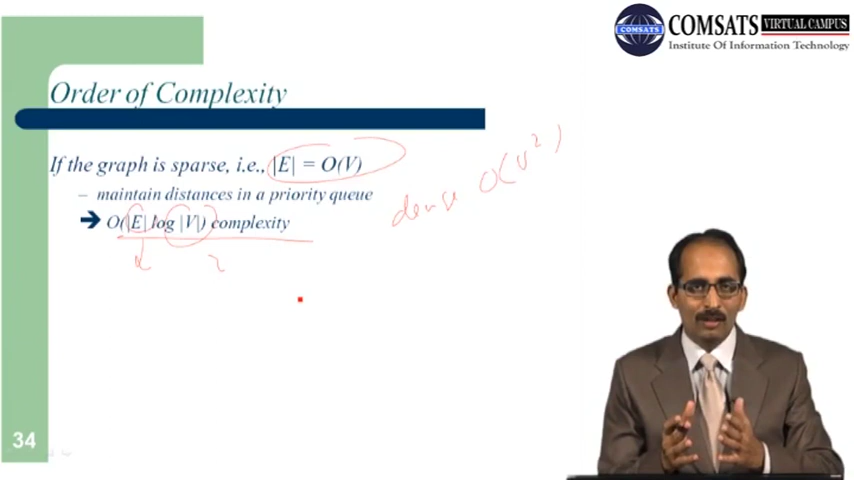 COMSATS VIRTUAL CAMPUS
Institute Of Information Technology
Order of Complexity
If the graph is sparse, i.e., |E| = O(V)
– maintain distances in a priority queue
➔ O(|E| log |V|) complexity
dense O(V²)
34